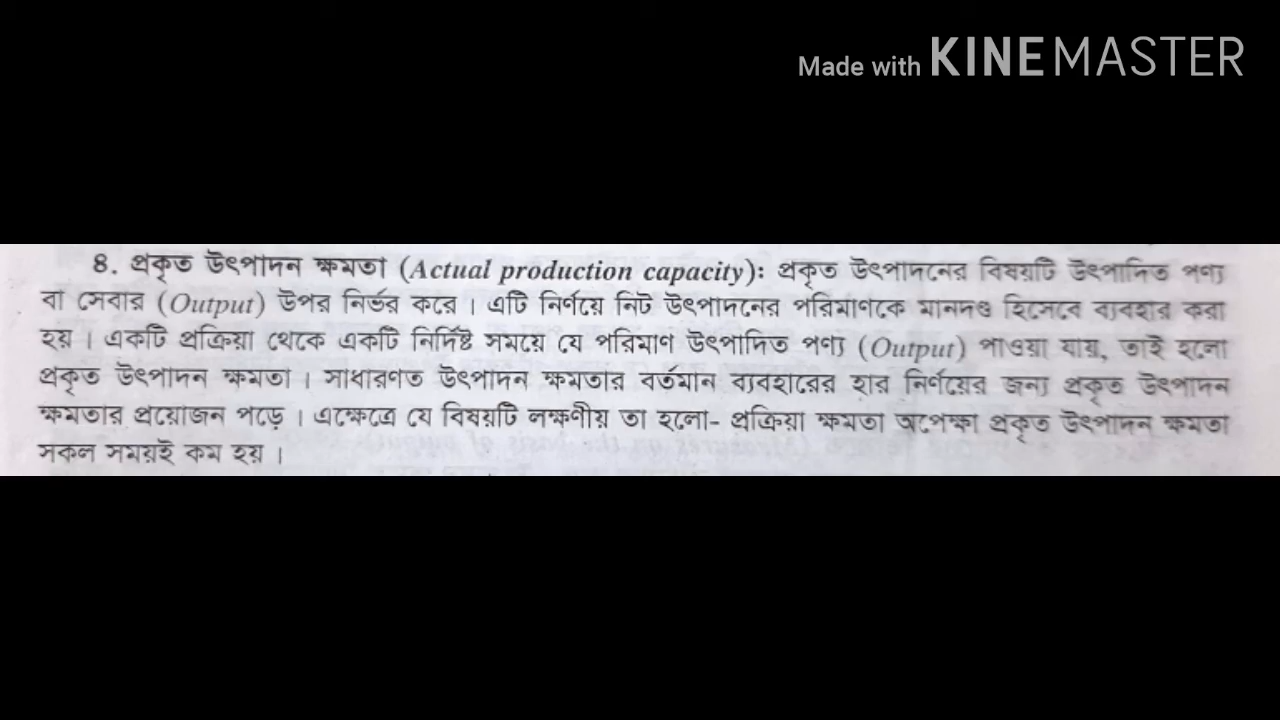 Made with KINEMASTER
৪. প্রকৃত উৎপাদন ক্ষমতা (Actual production capacity): প্রকৃত উৎপাদনের বিষয়টি উৎপাদিত পণ্য
বা সেবার (Output) উপর নির্ভর করে। এটি নির্ণয়ে নিট উৎপাদনের পরিমাণকে মানদণ্ড হিসেবে ব্যবহার করা
হয়। একটি প্রক্রিয়া থেকে একটি নির্দিষ্ট সময়ে যে পরিমাণ উৎপাদিত পণ্য (Output) পাওয়া যায়, তাই হলো
প্রকৃত উৎপাদন ক্ষমতা। সাধারণত উৎপাদন ক্ষমতার বর্তমান ব্যবহারের হার নির্ণয়ের জন্য প্রকৃত উৎপাদন
ক্ষমতার প্রয়োজন পড়ে। এক্ষেত্রে যে বিষয়টি লক্ষণীয় তা হলো- প্রক্রিয়া ক্ষমতা অপেক্ষা প্রকৃত উৎপাদন ক্ষমতা
সকল সময়ই কম হয়।